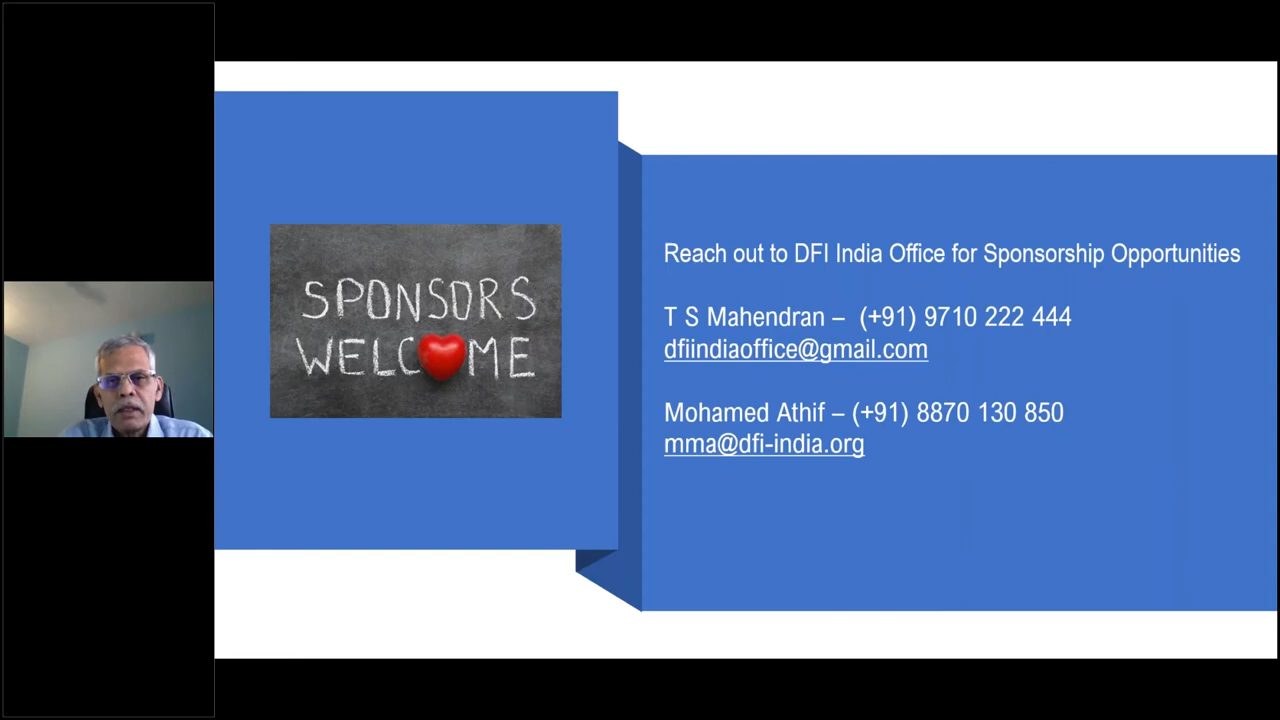 SPONSORS
WELCME
Reach out to DFI India Office for Sponsorship Opportunities
T S Mahendran – (+91) 9710 222 444
dfiindiaoffice@gmail.com
Mohamed Athif – (+91) 8870 130 850
mma@dfi-india.org